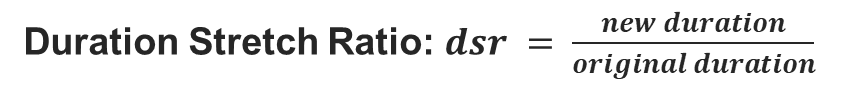 Duration Stretch Ratio: dsr = new duration / original duration